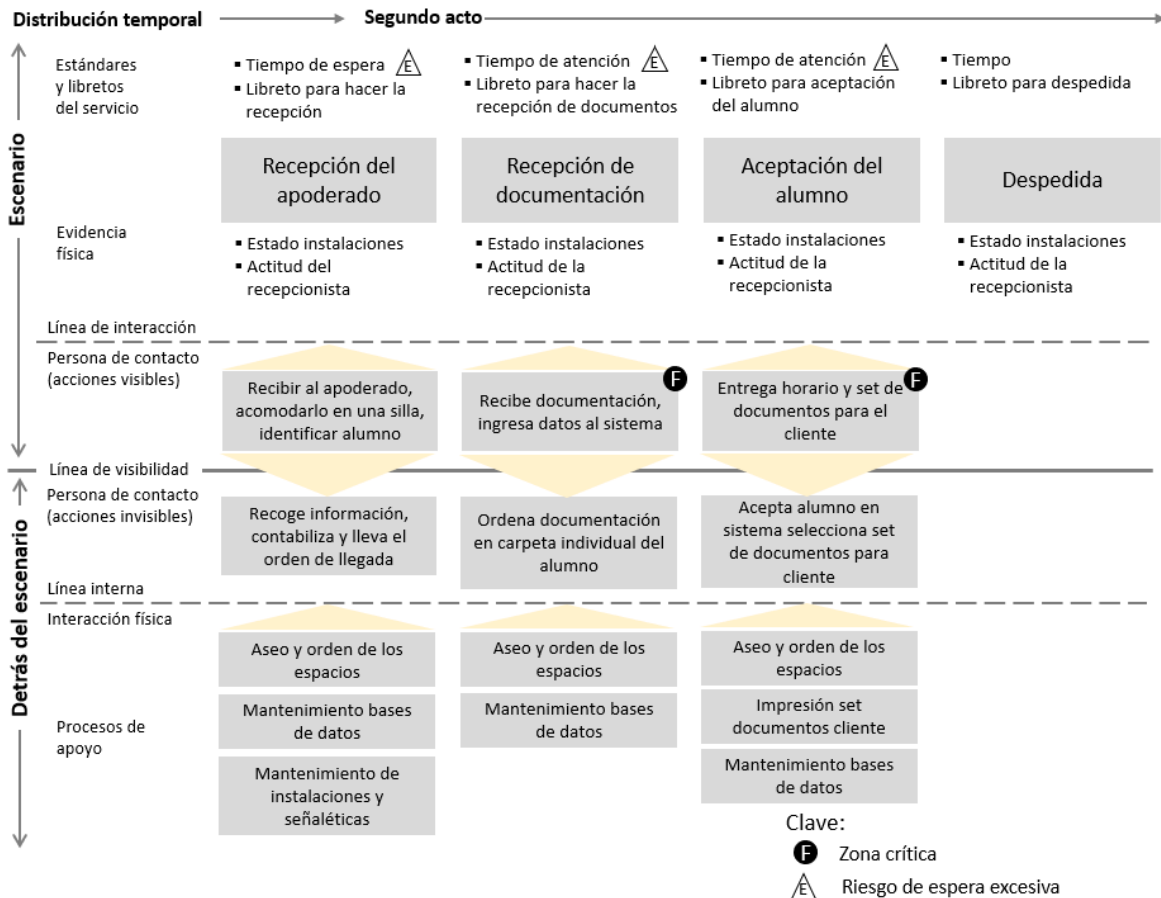 Distribución temporal
Segundo acto
Escenario
Estándares
y libretos
del servicio
▪ Tiempo de espera E
▪ Libreto para hacer la
recepción
▪ Tiempo de atención E
▪ Libreto para hacer la
recepción de documentos
▪ Tiempo de atención E
▪ Libreto para aceptación
del alumno
▪ Tiempo
▪ Libreto para despedida
Recepción del
apoderado
Recepción de
documentación
Aceptación del
alumno
Despedida
Evidencia
física
▪ Estado instalaciones
▪ Actitud del
recepcionista
▪ Estado instalaciones
▪ Actitud de la
recepcionista
▪ Estado instalaciones
▪ Actitud de la
recepcionista
▪ Estado instalaciones
▪ Actitud de la
recepcionista
Línea de interacción
Persona de contacto
(acciones visibles)
Recibir al apoderado,
acomodarlo en una silla,
identificar alumno
F
Recibe documentación,
ingresa datos al sistema
F
Entrega horario y set de
documentos para el
cliente
Línea de visibilidad
Detrás del escenario
Persona de contacto
(acciones invisibles)
Recoge información,
contabiliza y lleva el
orden de llegada
Ordena documentación
en carpeta individual del
alumno
Acepta alumno en
sistema selecciona set
de documentos para
cliente
Línea interna
Interacción física
Procesos de
apoyo
Aseo y orden de los
espacios
Mantenimiento bases
de datos
Mantenimiento de
instalaciones y
señaléticas
Aseo y orden de los
espacios
Mantenimiento bases
de datos
Aseo y orden de los
espacios
Impresión set
documentos cliente
Mantenimiento bases
de datos
Clave:
F Zona crítica
E Riesgo de espera excesiva